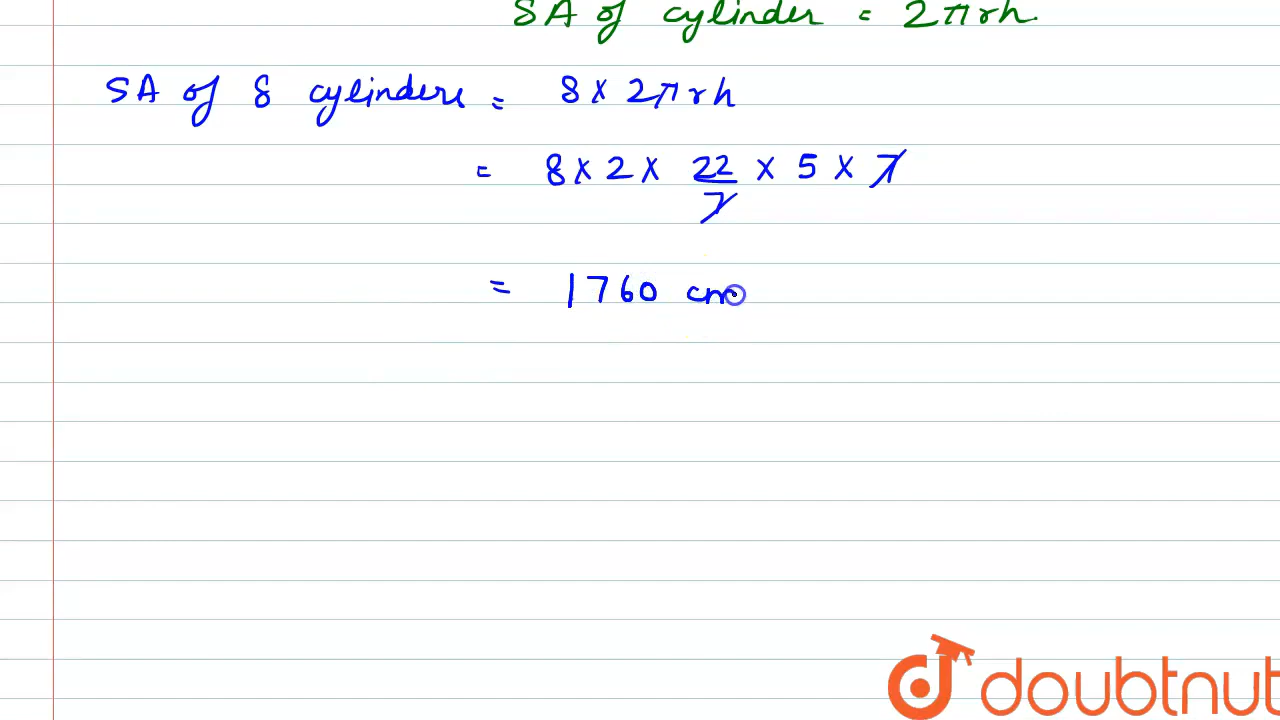 SA of cylinder = 2πrh.
SA of 8 cylinders = 8 × 2πrh
= 8 × 2 × 22/7 × 5 × 7
= 1760 cm
doubtnut